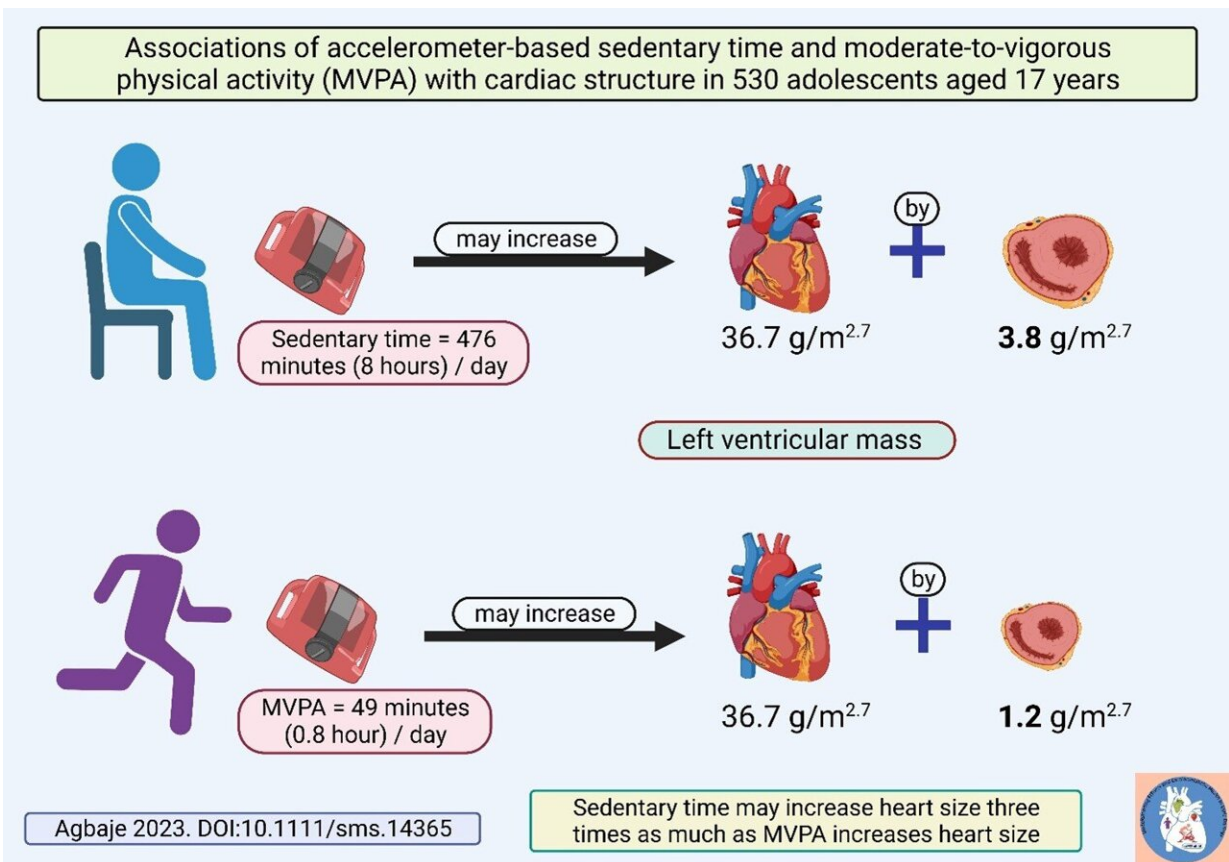 Associations of accelerometer-based sedentary time and moderate-to-vigorous
physical activity (MVPA) with cardiac structure in 530 adolescents aged 17 years
may increase
by
Sedentary time = 476
minutes (8 hours) / day
36.7 g/m²·⁷
3.8 g/m²·⁷
Left ventricular mass
may increase
by
MVPA = 49 minutes
(0.8 hour) / day
36.7 g/m²·⁷
1.2 g/m²·⁷
Agbaje 2023. DOI:10.1111/sms.14365
Sedentary time may increase heart size three
times as much as MVPA increases heart size